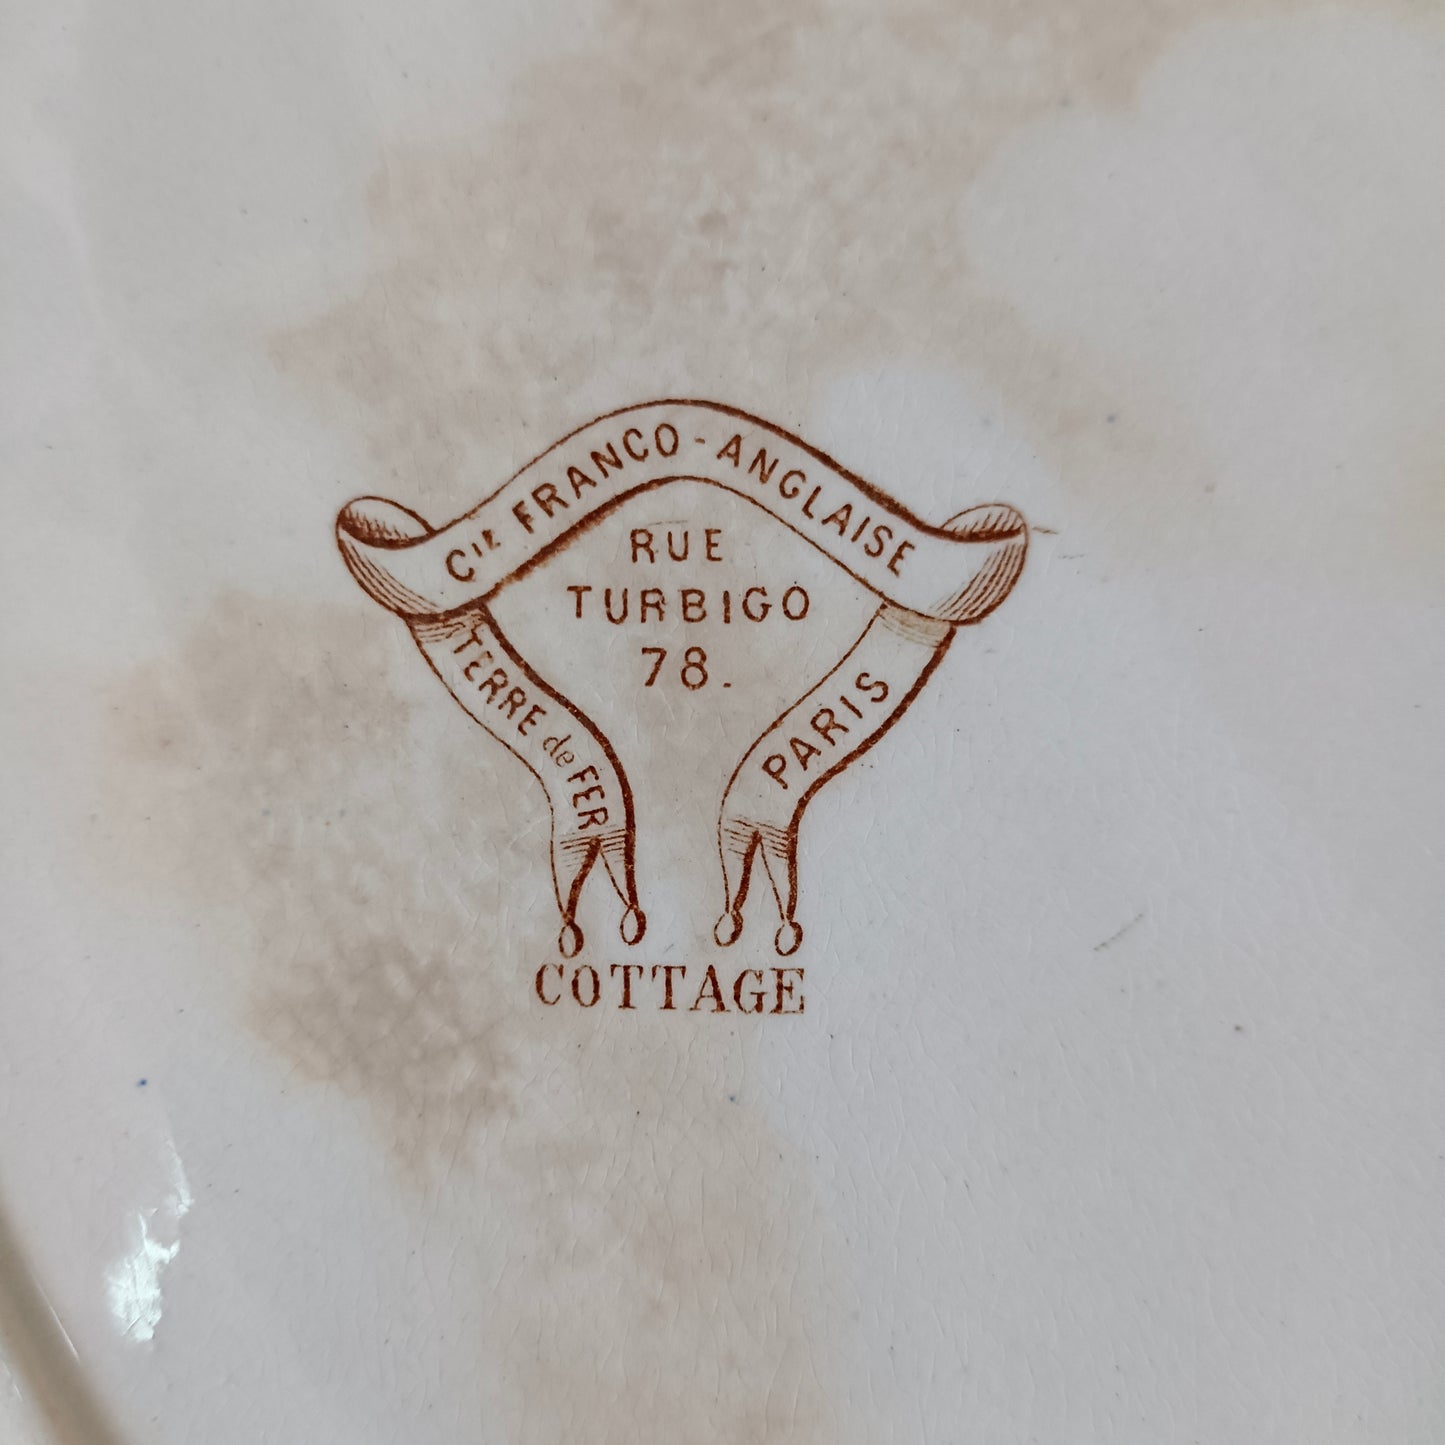 CIE FRANCO-ANGLAISE
RUE
TURBIGO
78.
TERRE de FER
PARIS
COTTAGE